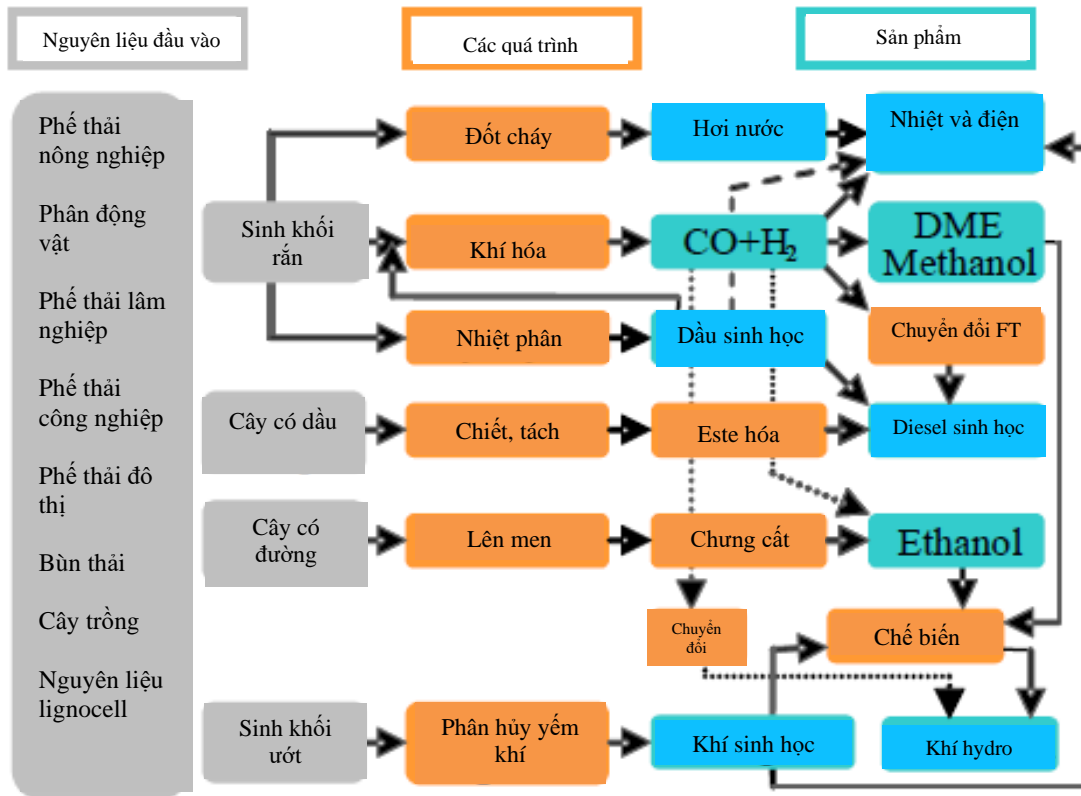 Nguyên liệu đầu vào
Các quá trình
Sản phẩm
Phế thải
nông nghiệp
Phân động
vật
Phế thải lâm
nghiệp
Phế thải
công nghiệp
Phế thải đô
thị
Bùn thải
Cây trồng
Nguyên liệu
lignocell
Đốt cháy
Hơi nước
Nhiệt và điện
Sinh khối
rắn
Khí hóa
CO+H₂
DME
Methanol
Nhiệt phân
Dầu sinh học
Chuyển đổi FT
Cây có dầu
Chiết, tách
Este hóa
Diesel sinh học
Cây có
đường
Lên men
Chưng cất
Ethanol
Chuyển
đổi
Chế biến
Sinh khối
ướt
Phân hủy yếm
khí
Khí sinh học
Khí hydro